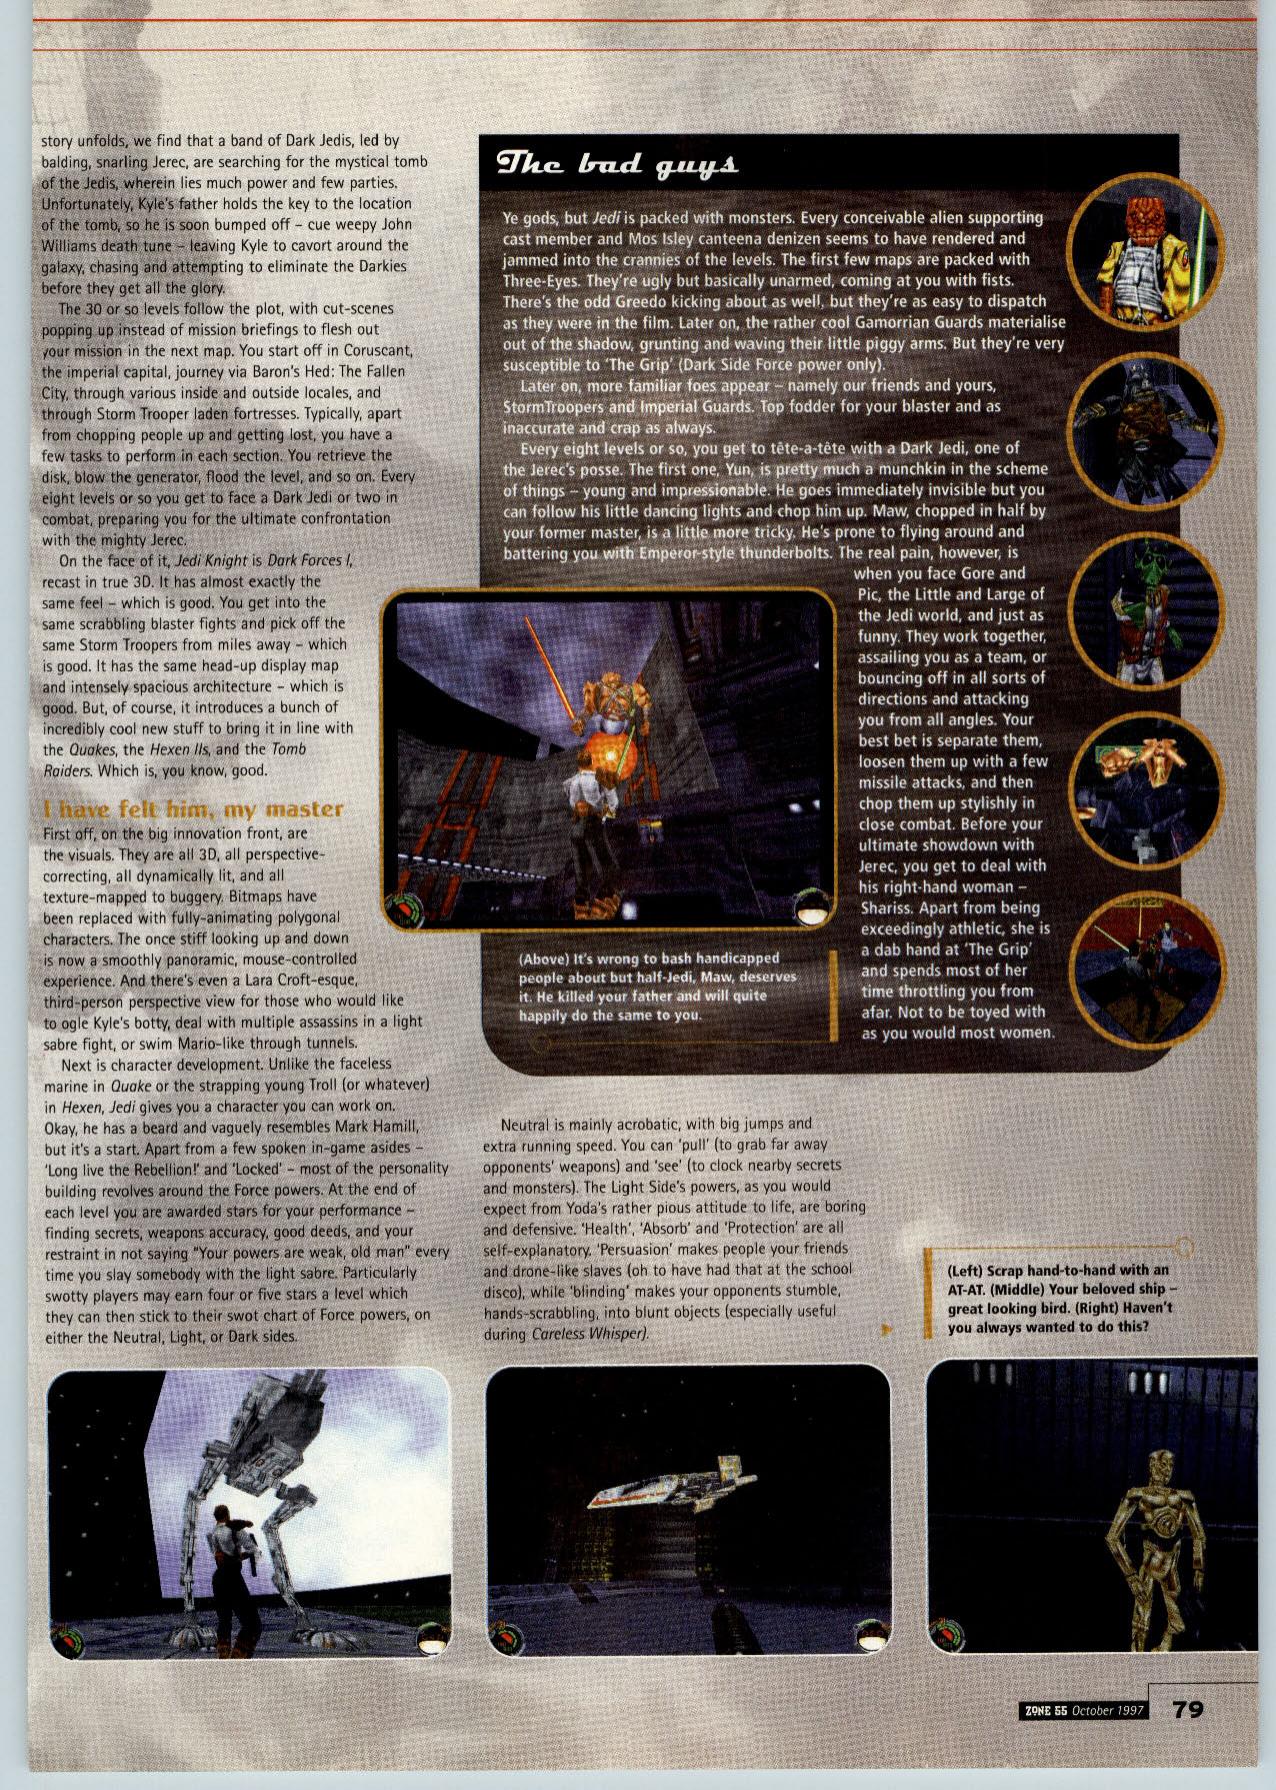 story unfolds, we find that a band of Dark Jedis, led by
balding, snarling Jerec, are searching for the mystical tomb
of the Jedis, wherein lies much power and few parties.
Unfortunately, Kyle's father holds the key to the location
of the tomb, so he is soon bumped off – cue weepy John
Williams death tune – leaving Kyle to cavort around the
galaxy, chasing and attempting to eliminate the Darkies
before they get all the glory.
The 30 or so levels follow the plot, with cut-scenes
popping up instead of mission briefings to flesh out
your mission in the next map. You start off in Coruscant,
the imperial capital, journey via Baron's Hed: The Fallen
City, through various inside and outside locales, and
through Storm Trooper laden fortresses. Typically, apart
from chopping people up and getting lost, you have a
few tasks to perform in each section. You retrieve the
disk, blow the generator, flood the level, and so on. Every
eight levels or so you get to face a Dark Jedi or two in
combat, preparing you for the ultimate confrontation
with the mighty Jerec.
On the face of it, Jedi Knight is Dark Forces I,
recast in true 3D. It has almost exactly the
same feel – which is good. You get into the
same scrabbling blaster fights and pick off the
same Storm Troopers from miles away – which
is good. It has the same head-up display map
and intensely spacious architecture – which is
good. But, of course, it introduces a bunch of
incredibly cool new stuff to bring it in line with
the Quakes, the Hexen IIs, and the Tomb
Raiders. Which is, you know, good.
I have felt him, my master
First off, on the big innovation front, are
the visuals. They are all 3D, all perspective-
correcting, all dynamically lit, and all
texture-mapped to buggery. Bitmaps have
been replaced with fully-animating polygonal
characters. The once stiff looking up and down
is now a smoothly panoramic, mouse-controlled
experience. And there's even a Lara Croft-esque,
third-person perspective view for those who would like
to ogle Kyle's botty, deal with multiple assassins in a light
sabre fight, or swim Mario-like through tunnels.
Next is character development. Unlike the faceless
marine in Quake or the strapping young Troll (or whatever)
in Hexen, Jedi gives you a character you can work on.
Okay, he has a beard and vaguely resembles Mark Hamill,
but it's a start. Apart from a few spoken in-game asides –
'Long live the Rebellion!' and 'Locked' – most of the personality
building revolves around the Force powers. At the end of
each level you are awarded stars for your performance –
finding secrets, weapons accuracy, good deeds, and your
restraint in not saying "Your powers are weak, old man" every
time you slay somebody with the light sabre. Particularly
swotty players may earn four or five stars a level which
they can then stick to their swot chart of Force powers, on
either the Neutral, Light, or Dark sides.
The bad guys
Ye gods, but Jedi is packed with monsters. Every conceivable alien supporting
cast member and Mos Isley canteena denizen seems to have rendered and
jammed into the crannies of the levels. The first few maps are packed with
Three-Eyes. They're ugly but basically unarmed, coming at you with fists.
There's the odd Greedo kicking about as well, but they're as easy to dispatch
as they were in the film. Later on, the rather cool Gamorrian Guards materialise
out of the shadow, grunting and waving their little piggy arms. But they're very
susceptible to 'The Grip' (Dark Side Force power only).
Later on, more familiar foes appear – namely our friends and yours,
StormTroopers and Imperial Guards. Top fodder for your blaster and as
inaccurate and crap as always.
Every eight levels or so, you get to tête-a-tête with a Dark Jedi, one of
the Jerec's posse. The first one, Yun, is pretty much a munchkin in the scheme
of things – young and impressionable. He goes immediately invisible but you
can follow his little dancing lights and chop him up. Maw, chopped in half by
your former master, is a little more tricky. He's prone to flying around and
battering you with Emperor-style thunderbolts. The real pain, however, is
when you face Gore and
Pic, the Little and Large of
the Jedi world, and just as
funny. They work together,
assailing you as a team, or
bouncing off in all sorts of
directions and attacking
you from all angles. Your
best bet is separate them,
loosen them up with a few
missile attacks, and then
chop them up stylishly in
close combat. Before your
ultimate showdown with
Jerec, you get to deal with
his right-hand woman –
Shariss. Apart from being
exceedingly athletic, she is
a dab hand at 'The Grip'
and spends most of her
time throttling you from
afar. Not to be toyed with
as you would most women.
(Above) It's wrong to bash handicapped
people about but half-Jedi, Maw, deserves
it. He killed your father and will quite
happily do the same to you.
Neutral is mainly acrobatic, with big jumps and
extra running speed. You can 'pull' (to grab far away
opponents' weapons) and 'see' (to clock nearby secrets
and monsters). The Light Side's powers, as you would
expect from Yoda's rather pious attitude to life, are boring
and defensive. 'Health', 'Absorb' and 'Protection' are all
self-explanatory. 'Persuasion' makes people your friends
and drone-like slaves (oh to have had that at the school
disco), while 'blinding' makes your opponents stumble,
hands-scrabbling, into blunt objects (especially useful
during Careless Whisper).
(Left) Scrap hand-to-hand with an
AT-AT. (Middle) Your beloved ship –
great looking bird. (Right) Haven't
you always wanted to do this?
ZONE 55 October 1997 79